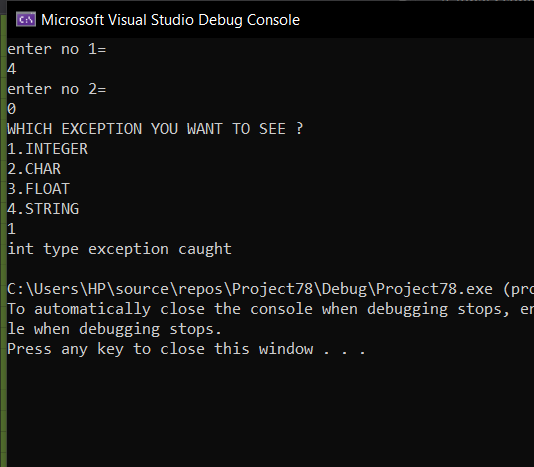 Microsoft Visual Studio Debug Console
enter no 1=
4
enter no 2=
0
WHICH EXCEPTION YOU WANT TO SEE ?
1.INTEGER
2.CHAR
3.FLOAT
4.STRING
1
int type exception caught
C:\Users\HP\source\repos\Project78\Debug\Project78.exe (pro
To automatically close the console when debugging stops, en
le when debugging stops.
Press any key to close this window . . .